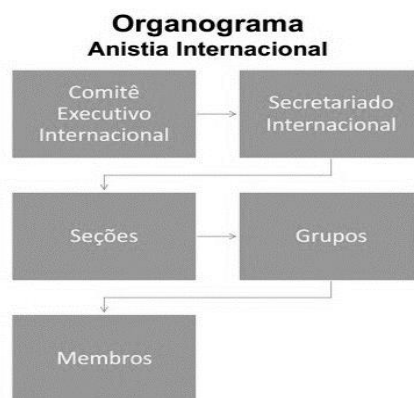 Organograma
Anistia Internacional
Comitê
Executivo
Internacional
Secretariado
Internacional
Seções
Grupos
Membros